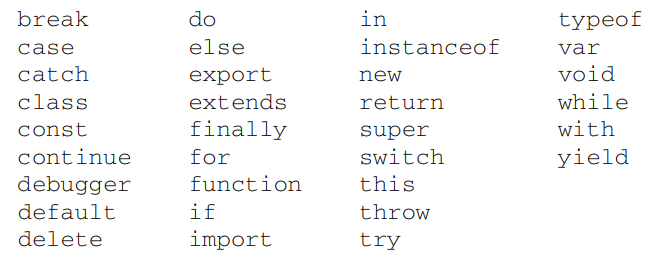 break do in typeof
case else instanceof var
catch export new void
class extends return while
const finally super with
continue for switch yield
debugger function this
default if throw
delete import try